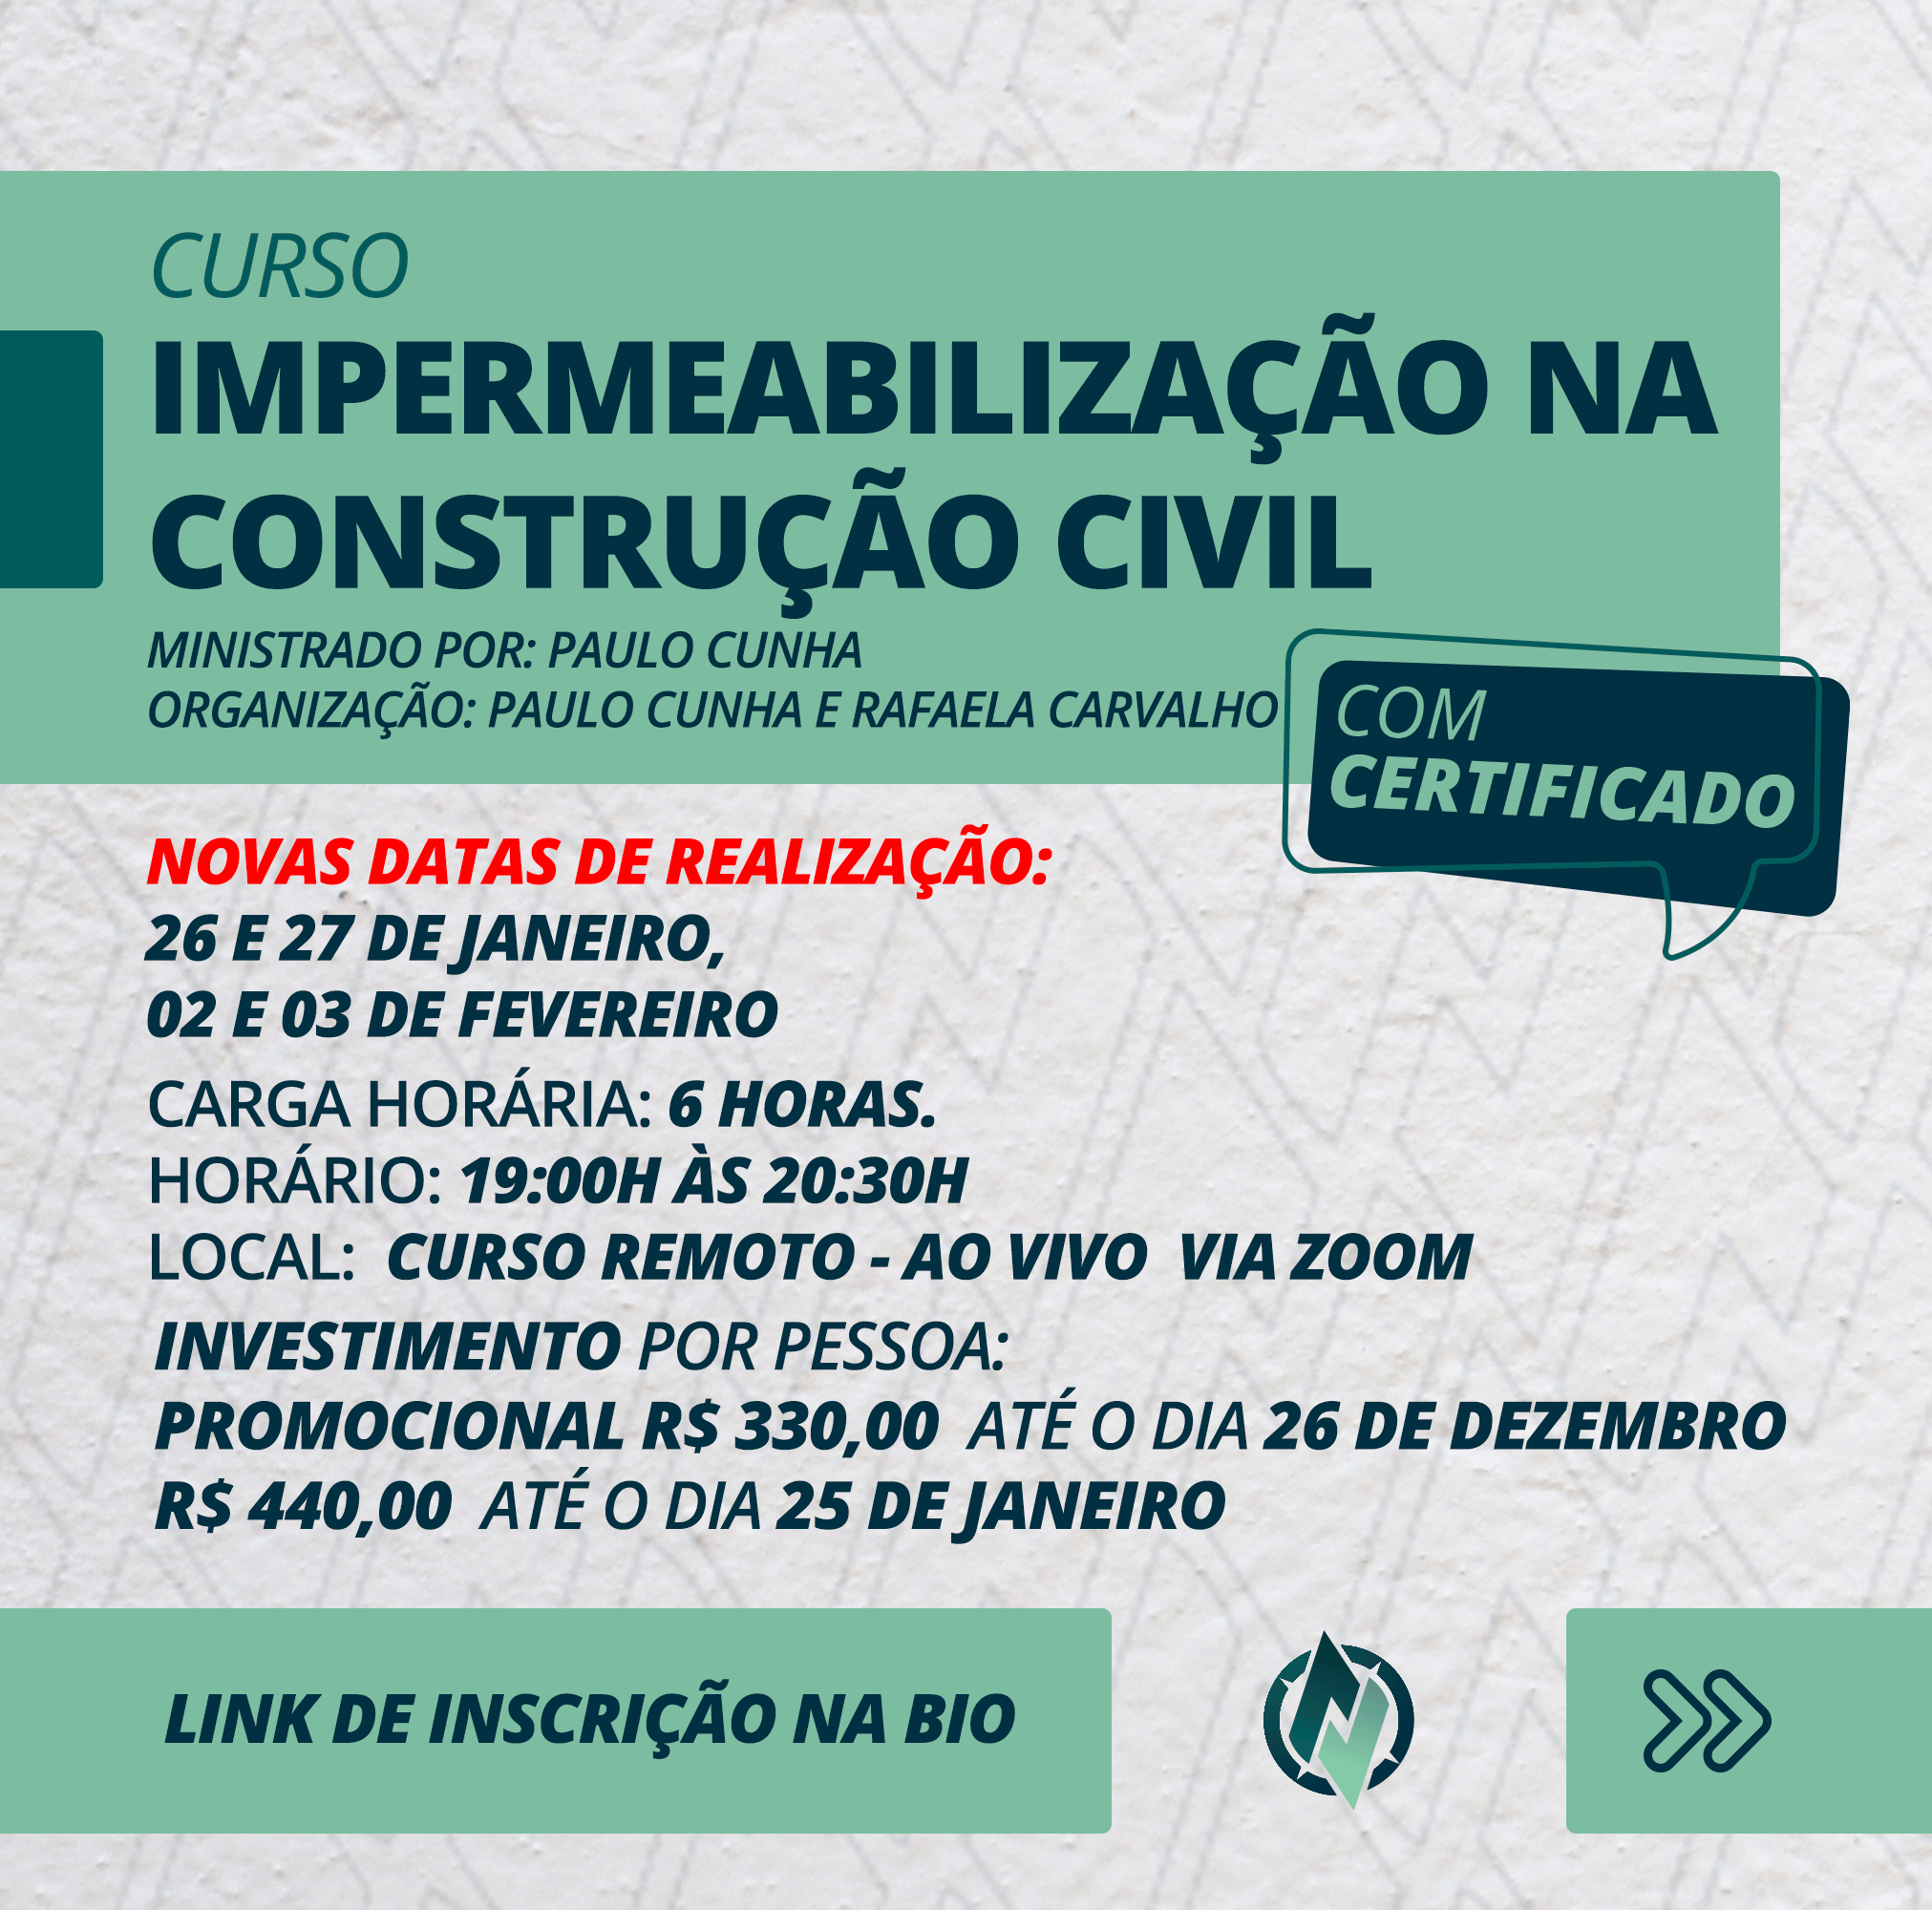 CURSO
IMPERMEABILIZAÇÃO NA
CONSTRUÇÃO CIVIL
MINISTRADO POR: PAULO CUNHA
ORGANIZAÇÃO: PAULO CUNHA E RAFAELA CARVALHO
COM
CERTIFICADO
NOVAS DATAS DE REALIZAÇÃO:
26 E 27 DE JANEIRO,
02 E 03 DE FEVEREIRO
CARGA HORÁRIA: 6 HORAS.
HORÁRIO: 19:00H ÀS 20:30H
LOCAL: CURSO REMOTO - AO VIVO VIA ZOOM
INVESTIMENTO POR PESSOA:
PROMOCIONAL R$ 330,00 ATÉ O DIA 26 DE DEZEMBRO
R$ 440,00 ATÉ O DIA 25 DE JANEIRO
LINK DE INSCRIÇÃO NA BIO